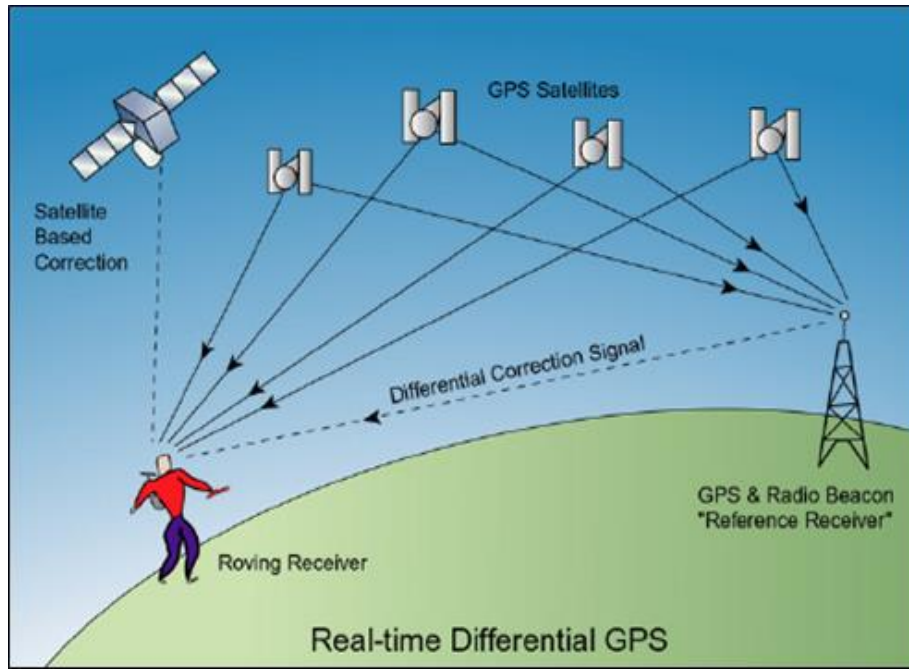 GPS Satellites
Satellite
Based
Correction
Differential Correction Signal
GPS & Radio Beacon
"Reference Receiver"
Roving Receiver
Real-time Differential GPS